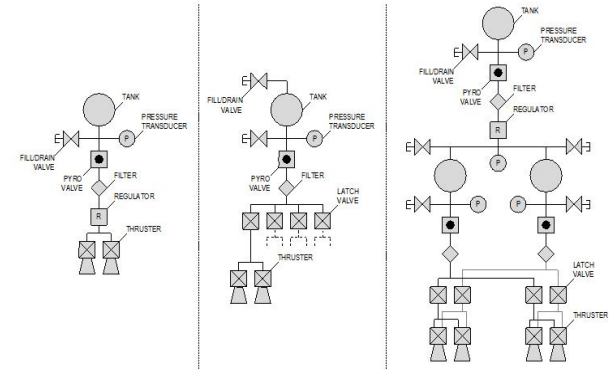 TANK
PRESSURE
TRANSDUCER
P
FILL/DRAIN
VALVE
PYRO
VALVE
FILTER
REGULATOR
R
THRUSTER
FILL/DRAIN
VALVE
TANK
PRESSURE
TRANSDUCER
P
PYRO
VALVE
FILTER
LATCH
VALVE
THRUSTER
TANK
PRESSURE
TRANSDUCER
P
FILL/DRAIN
VALVE
PYRO
VALVE
FILTER
REGULATOR
R
P
P
P
LATCH
VALVE
THRUSTER